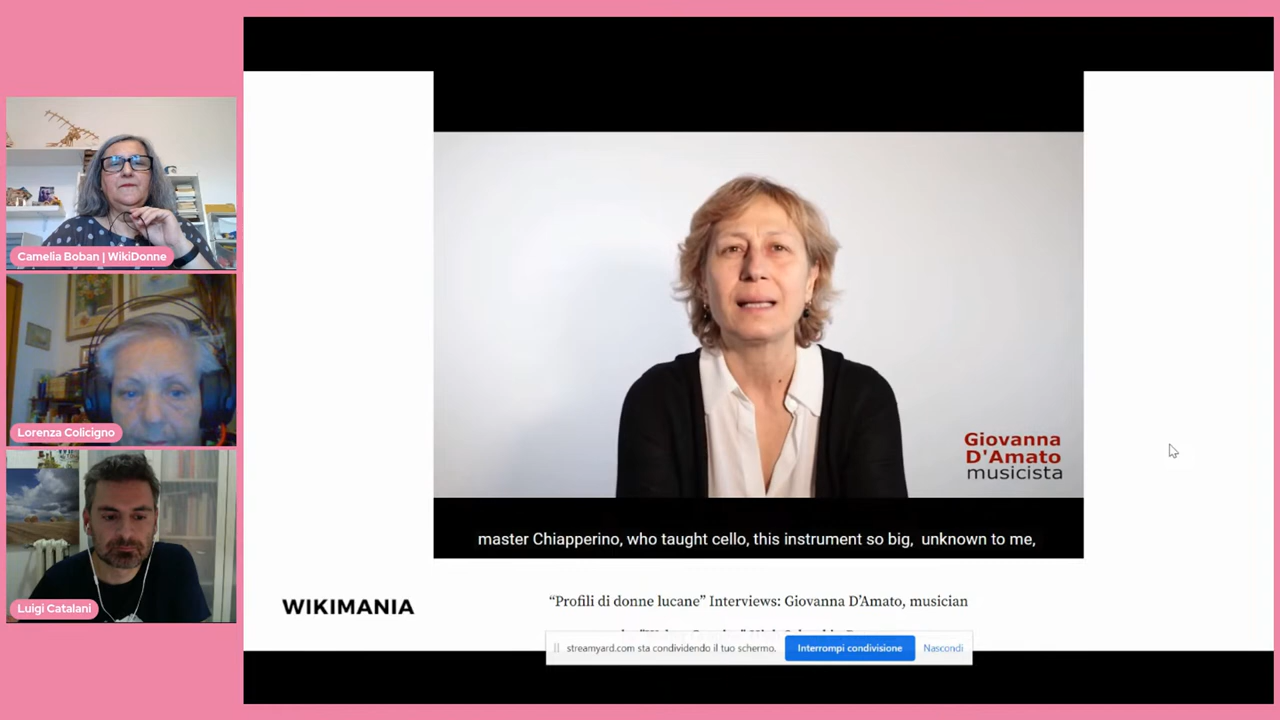 Camelia Boban | WikiDonne
Lorenza Colicigno
Luigi Catalani
Giovanna
D'Amato
musicista
master Chiapperino, who taught cello, this instrument so big, unknown to me,
WIKIMANIA
“Profili di donne lucane” Interviews: Giovanna D’Amato, musician
streamyard.com sta condividendo il tuo schermo.
Interrompi condivisione
Nascondi